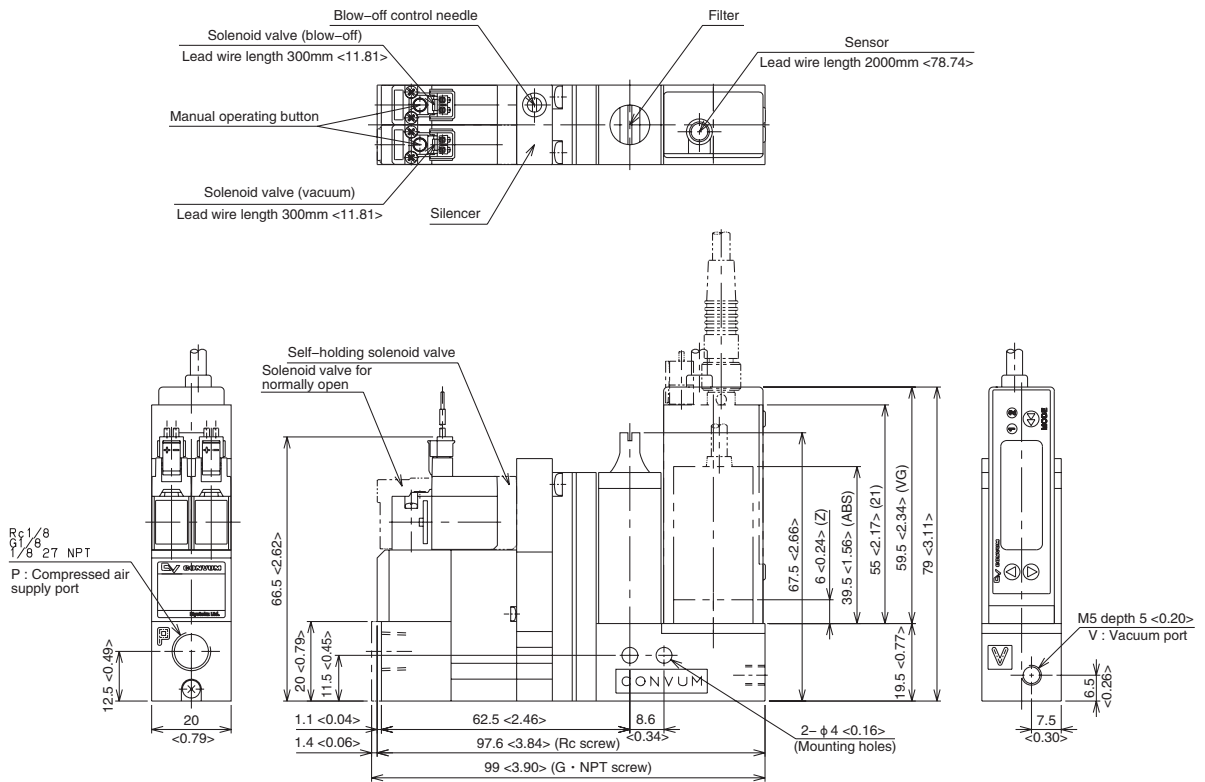 Blow-off control needle
Filter
Solenoid valve (blow-off)
Lead wire length 300mm <11.81>
Sensor
Lead wire length 2000mm <78.74>
Manual operating button
Solenoid valve (vacuum)
Lead wire length 300mm <11.81>
Silencer
Self-holding solenoid valve
Solenoid valve for
normally open
Rc1/8
G1/8
1/8 27 NPT
P : Compressed air
supply port
CONVUM
P
12.5 <0.49>
20
<0.79>
66.5 <2.62>
20 <0.79>
11.5 <0.45>
CONVUM
67.5 <2.66>
6 <0.24> (Z)
39.5 <1.56> (ABS)
55 <2.17> (21)
59.5 <2.34> (VG)
79 <3.11>
19.5 <0.77>
1.1 <0.04>
62.5 <2.46>
8.6
<0.34>
1.4 <0.06>
97.6 <3.84> (Rc screw)
99 <3.90> (G · NPT screw)
2- φ 4 <0.16>
(Mounting holes)
CONVUM
M5 depth 5 <0.20>
V : Vacuum port
V
6.5
<0.26>
7.5
<0.30>